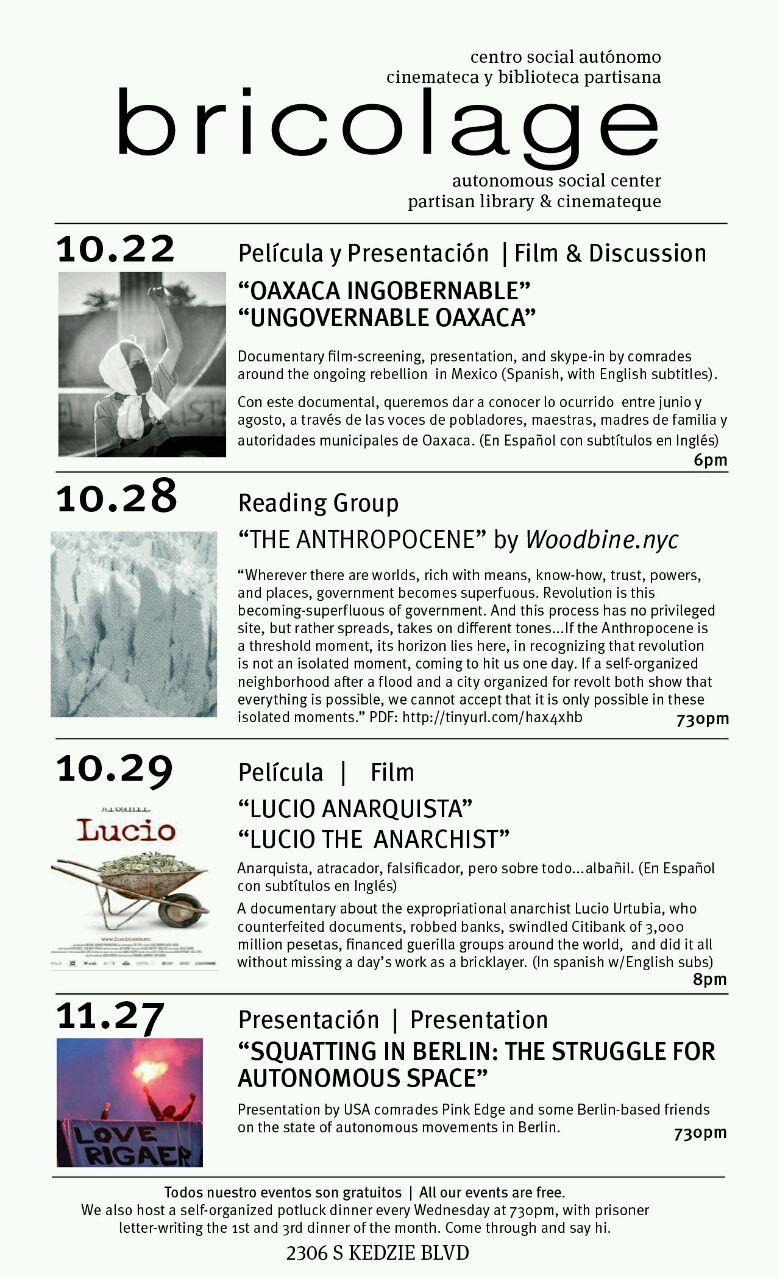 centro social autónomo
cinemateca y biblioteca partisana
bricolage
autonomous social center
partisan library & cinemateque
10.22
Película y Presentación | Film & Discussion
“OAXACA INGOBERNABLE”
“UNGOVERNABLE OAXACA”
Documentary film-screening, presentation, and skype-in by comrades
around the ongoing rebellion in Mexico (Spanish, with English subtitles).
Con este documental, queremos dar a conocer lo ocurrido entre junio y
agosto, a través de las voces de pobladores, maestras, madres de familia y
autoridades municipales de Oaxaca. (En Español con subtítulos en Inglés)
6pm
10.28
Reading Group
“THE ANTHROPOCENE” by Woodbine.nyc
“Wherever there are worlds, rich with means, know-how, trust, powers,
and places, government becomes superfuous. Revolution is this
becoming-superfluous of government. And this process has no privileged
site, but rather spreads, takes on different tones...If the Anthropocene is
a threshold moment, its horizon lies here, in recognizing that revolution
is not an isolated moment, coming to hit us one day. If a self-organized
neighborhood after a flood and a city organized for revolt both show that
everything is possible, we cannot accept that it is only possible in these
isolated moments.” PDF: http://tinyurl.com/hax4xhb
730pm
10.29
Película | Film
Lucio
“LUCIO ANARQUISTA”
“LUCIO THE ANARCHIST”
Anarquista, atracador, falsificador, pero sobre todo...albañil. (En Español
con subtítulos en Inglés)
A documentary about the expropriational anarchist Lucio Urtubia, who
counterfeited documents, robbed banks, swindled Citibank of 3,000
million pesetas, financed guerilla groups around the world, and did it all
without missing a day’s work as a bricklayer. (In spanish w/English subs)
8pm
11.27
Presentación | Presentation
“SQUATTING IN BERLIN: THE STRUGGLE FOR
AUTONOMOUS SPACE”
Presentation by USA comrades Pink Edge and some Berlin-based friends
on the state of autonomous movements in Berlin.
730pm
LOVE
RIGAER
Todos nuestro eventos son gratuitos | All our events are free.
We also host a self-organized potluck dinner every Wednesday at 730pm, with prisoner
letter-writing the 1st and 3rd dinner of the month. Come through and say hi.
2306 S KEDZIE BLVD